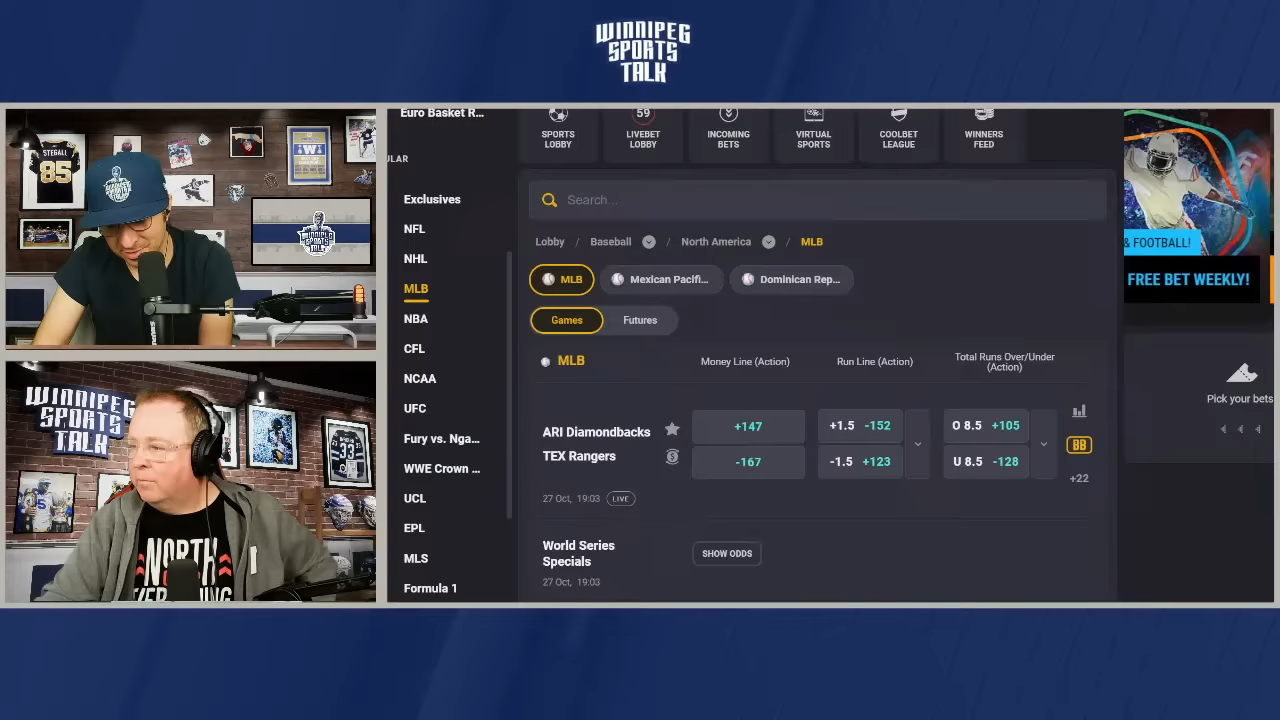 WINNIPEG
SPORTS
TALK
STEGALL
85
W
WINNIPEG
SPORTS
TALK
33
NORTH
Euro Basket R...
ULAR
Exclusives
NFL
NHL
MLB
NBA
CFL
NCAA
UFC
Fury vs. Nga...
WWE Crown ...
UCL
EPL
MLS
Formula 1
SPORTS
LOBBY
59
LIVEBET
LOBBY
INCOMING
BETS
VIRTUAL
SPORTS
COOLBET
LEAGUE
WINNERS
FEED
Search...
Lobby / Baseball / North America / MLB
MLB
Mexican Pacifi...
Dominican Rep...
Games
Futures
MLB
Money Line (Action)
Run Line (Action)
Total Runs Over/Under
(Action)
ARI Diamondbacks
TEX Rangers
+147
-167
+1.5 -152
-1.5 +123
O 8.5 +105
U 8.5 -128
BB
+22
27 Oct, 19:03 LIVE
World Series
Specials
SHOW ODDS
27 Oct, 19:03
& FOOTBALL!
FREE BET WEEKLY!
Pick your bets